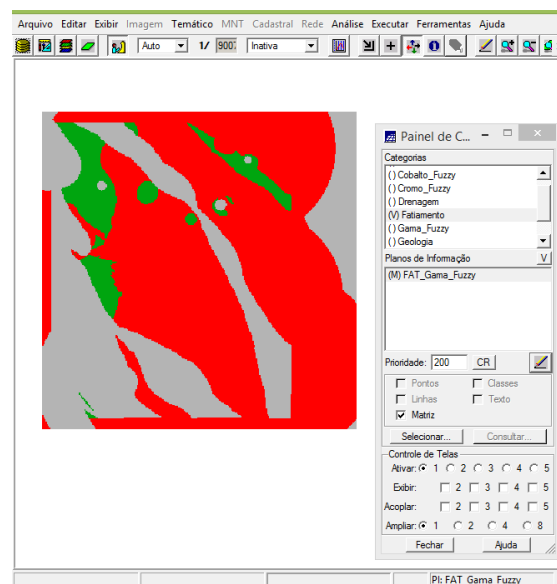 Arquivo Editar Exibir Imagem Temático MNT Cadastral Rede Análise Executar Ferramentas Ajuda
Auto 1/ 9007 Inativa
Painel de C...
Categorias
( ) Cobalto_Fuzzy
( ) Cromo_Fuzzy
( ) Drenagem
(V) Fatiamento
( ) Gama_Fuzzy
( ) Geologia
Planos de Informação V
(M) FAT_Gama_Fuzzy
Prioridade: 200 CR
Pontos Classes
Linhas Texto
Matriz
Selecionar... Consultar...
Controle de Telas
Ativar: 1 2 3 4 5
Exibir: 2 3 4 5
Acoplar: 2 3 4 5
Ampliar: 1 2 4 8
Fechar Ajuda
PI: FAT_Gama_Fuzzy